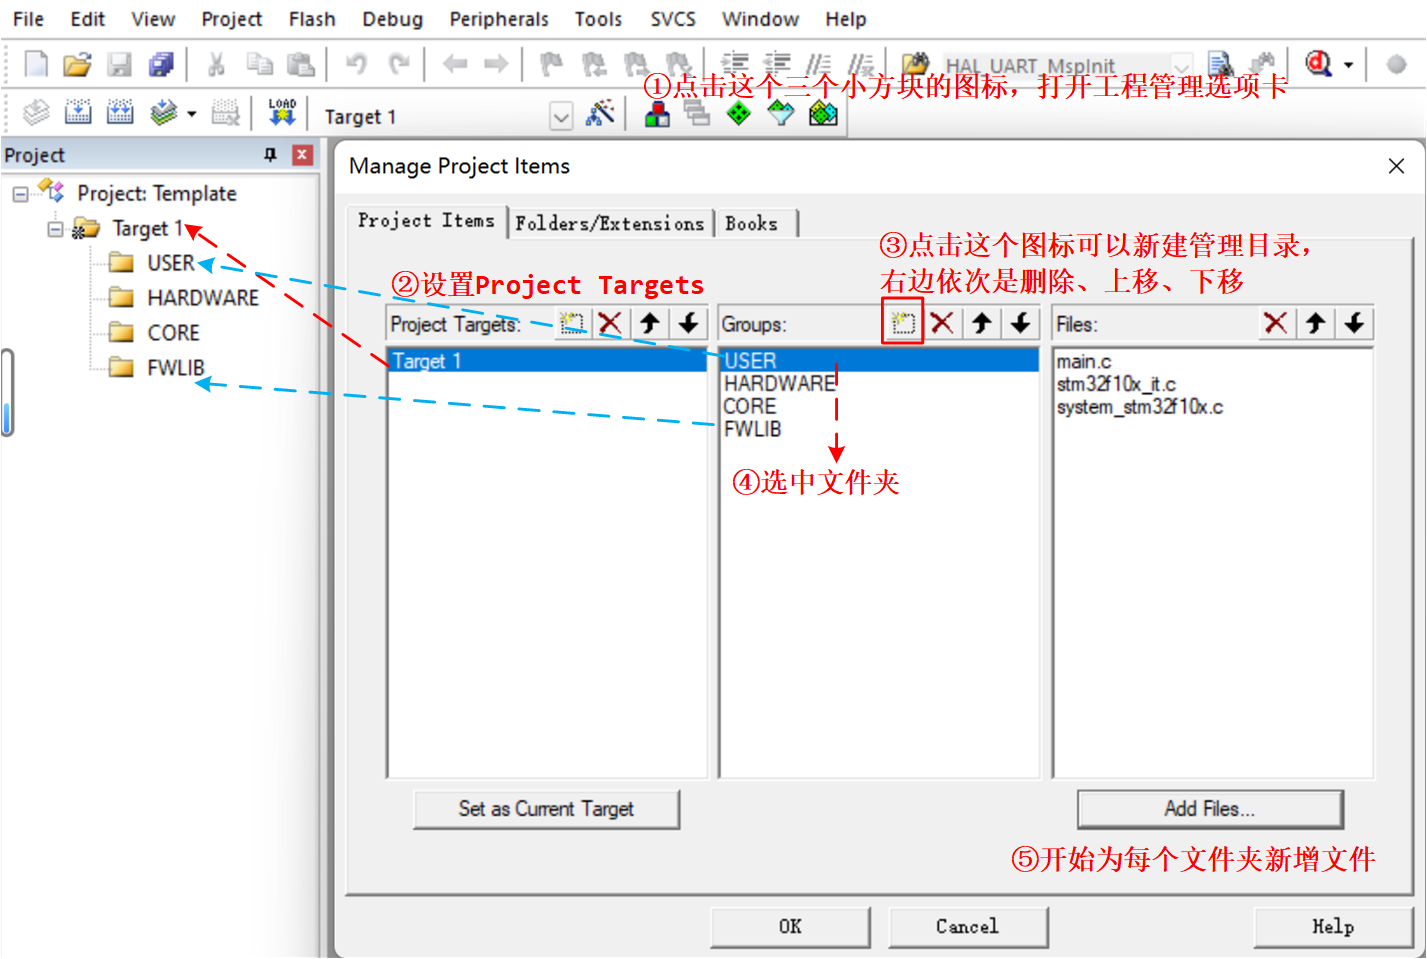 File Edit View Project Flash Debug Peripherals Tools SVCS Window Help
HAL_UART_MspInit
①点击这个三个小方块的图标，打开工程管理选项卡
LOAD
Target 1
Project
Manage Project Items
Project: Template
Target 1
USER
HARDWARE
CORE
FWLIB
Project Items Folders/Extensions Books
③点击这个图标可以新建管理目录，
右边依次是删除、上移、下移
②设置Project Targets
Project Targets: Groups: Files:
Target 1
USER
HARDWARE
CORE
FWLIB
main.c
stm32f10x_it.c
system_stm32f10x.c
④选中文件夹
Set as Current Target
Add Files...
⑤开始为每个文件夹新增文件
OK Cancel Help